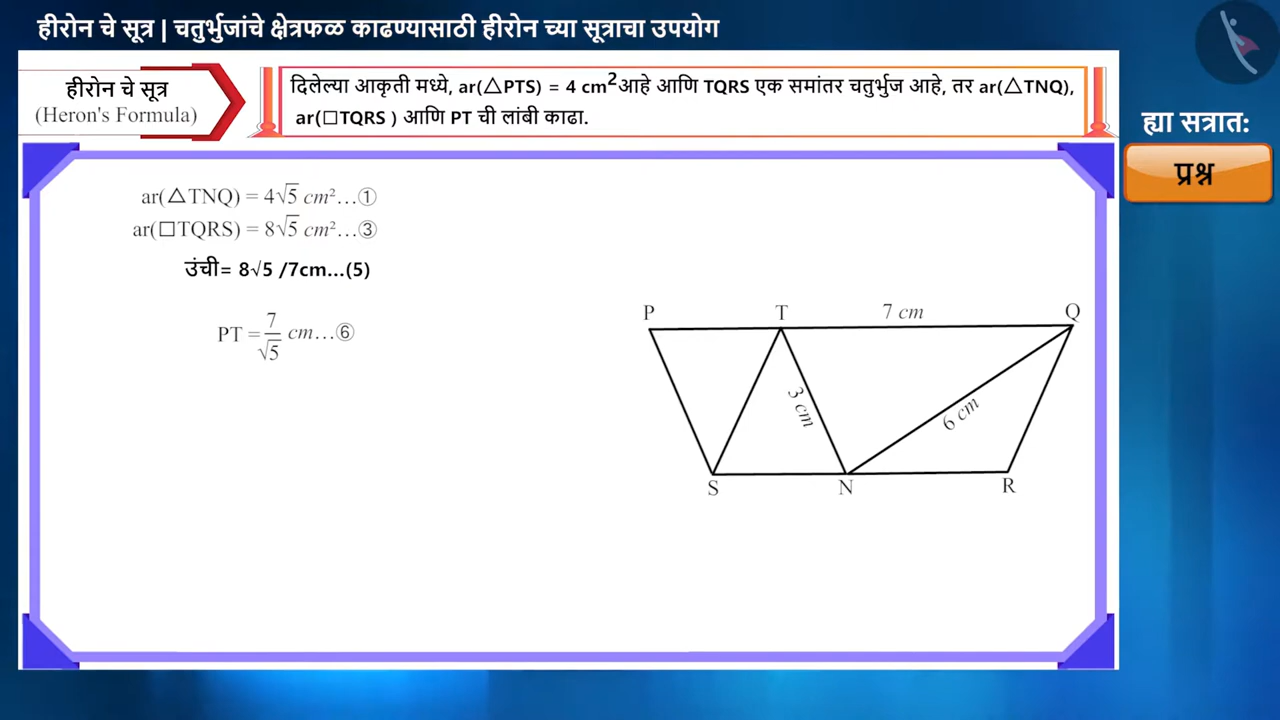 हीरोन चे सूत्र | चतुर्भुजांचे क्षेत्रफळ काढण्यासाठी हीरोन च्या सूत्राचा उपयोग
हीरोन चे सूत्र
(Heron's Formula)
दिलेल्या आकृती मध्ये, ar(△PTS) = 4 cm² आहे आणि TQRS एक समांतर चतुर्भुज आहे, तर ar(△TNQ),
ar(□TQRS ) आणि PT ची लांबी काढा.
ह्या सत्रात:
प्रश्न
ar(△TNQ) = 4√5 cm²...①
ar(□TQRS) = 8√5 cm²...③
उंची= 8√5 /7cm...(5)
PT = 7/√5 cm...⑥
P T 7 cm Q
3 cm
6 cm
S N R